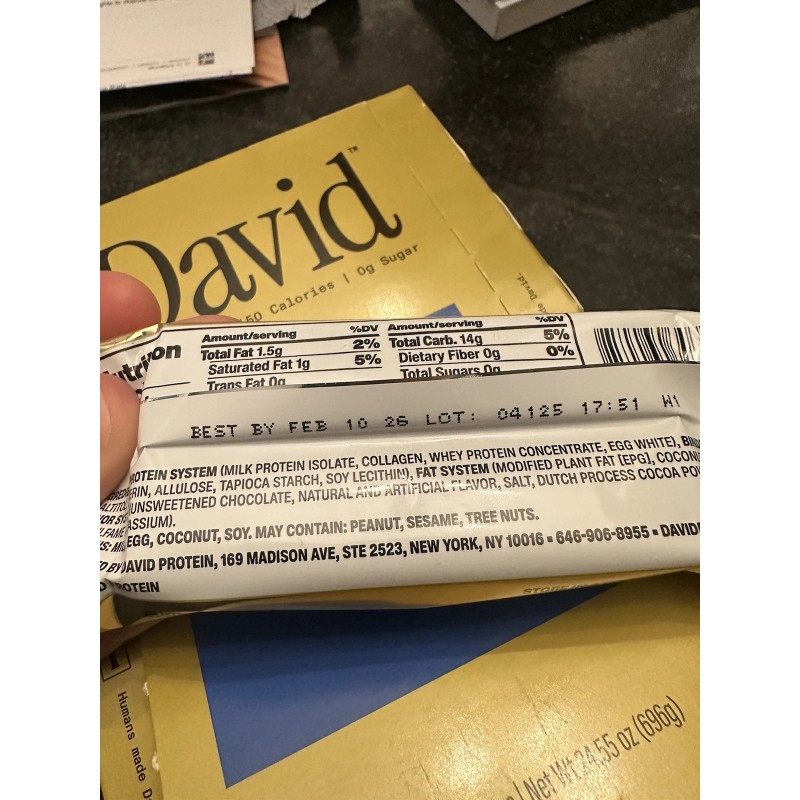 David™
150 Calories | 0g Sugar
Amount/serving %DV Amount/serving %DV
Total Fat 1.5g 2% Total Carb. 14g 5%
Saturated Fat 1g 5% Dietary Fiber 0g 0%
Trans Fat 0g Total Sugars 0g
BEST BY FEB 10 26 LOT: 04125 17:51 W1
ROTEIN SYSTEM (MILK PROTEIN ISOLATE, COLLAGEN, WHEY PROTEIN CONCENTRATE, EGG WHITE),
ERIN, ALLULOSE, TAPIOCA STARCH, SOY LECITHIN), FAT SYSTEM (MODIFIED PLANT FAT [EPG], COCON
UNSWEETENED CHOCOLATE, NATURAL AND ARTIFICIAL FLAVOR, SALT, DUTCH PROCESS COCOA PO
ASSIUM).
EGG, COCONUT, SOY. MAY CONTAIN: PEANUT, SESAME, TREE NUTS.
D BY DAVID PROTEIN, 169 MADISON AVE, STE 2523, NEW YORK, NY 10016 ▪ 646-906-8955 ▪ DAVID
PROTEIN
Humans made D
| Net Wt 24.55 oz (696g)